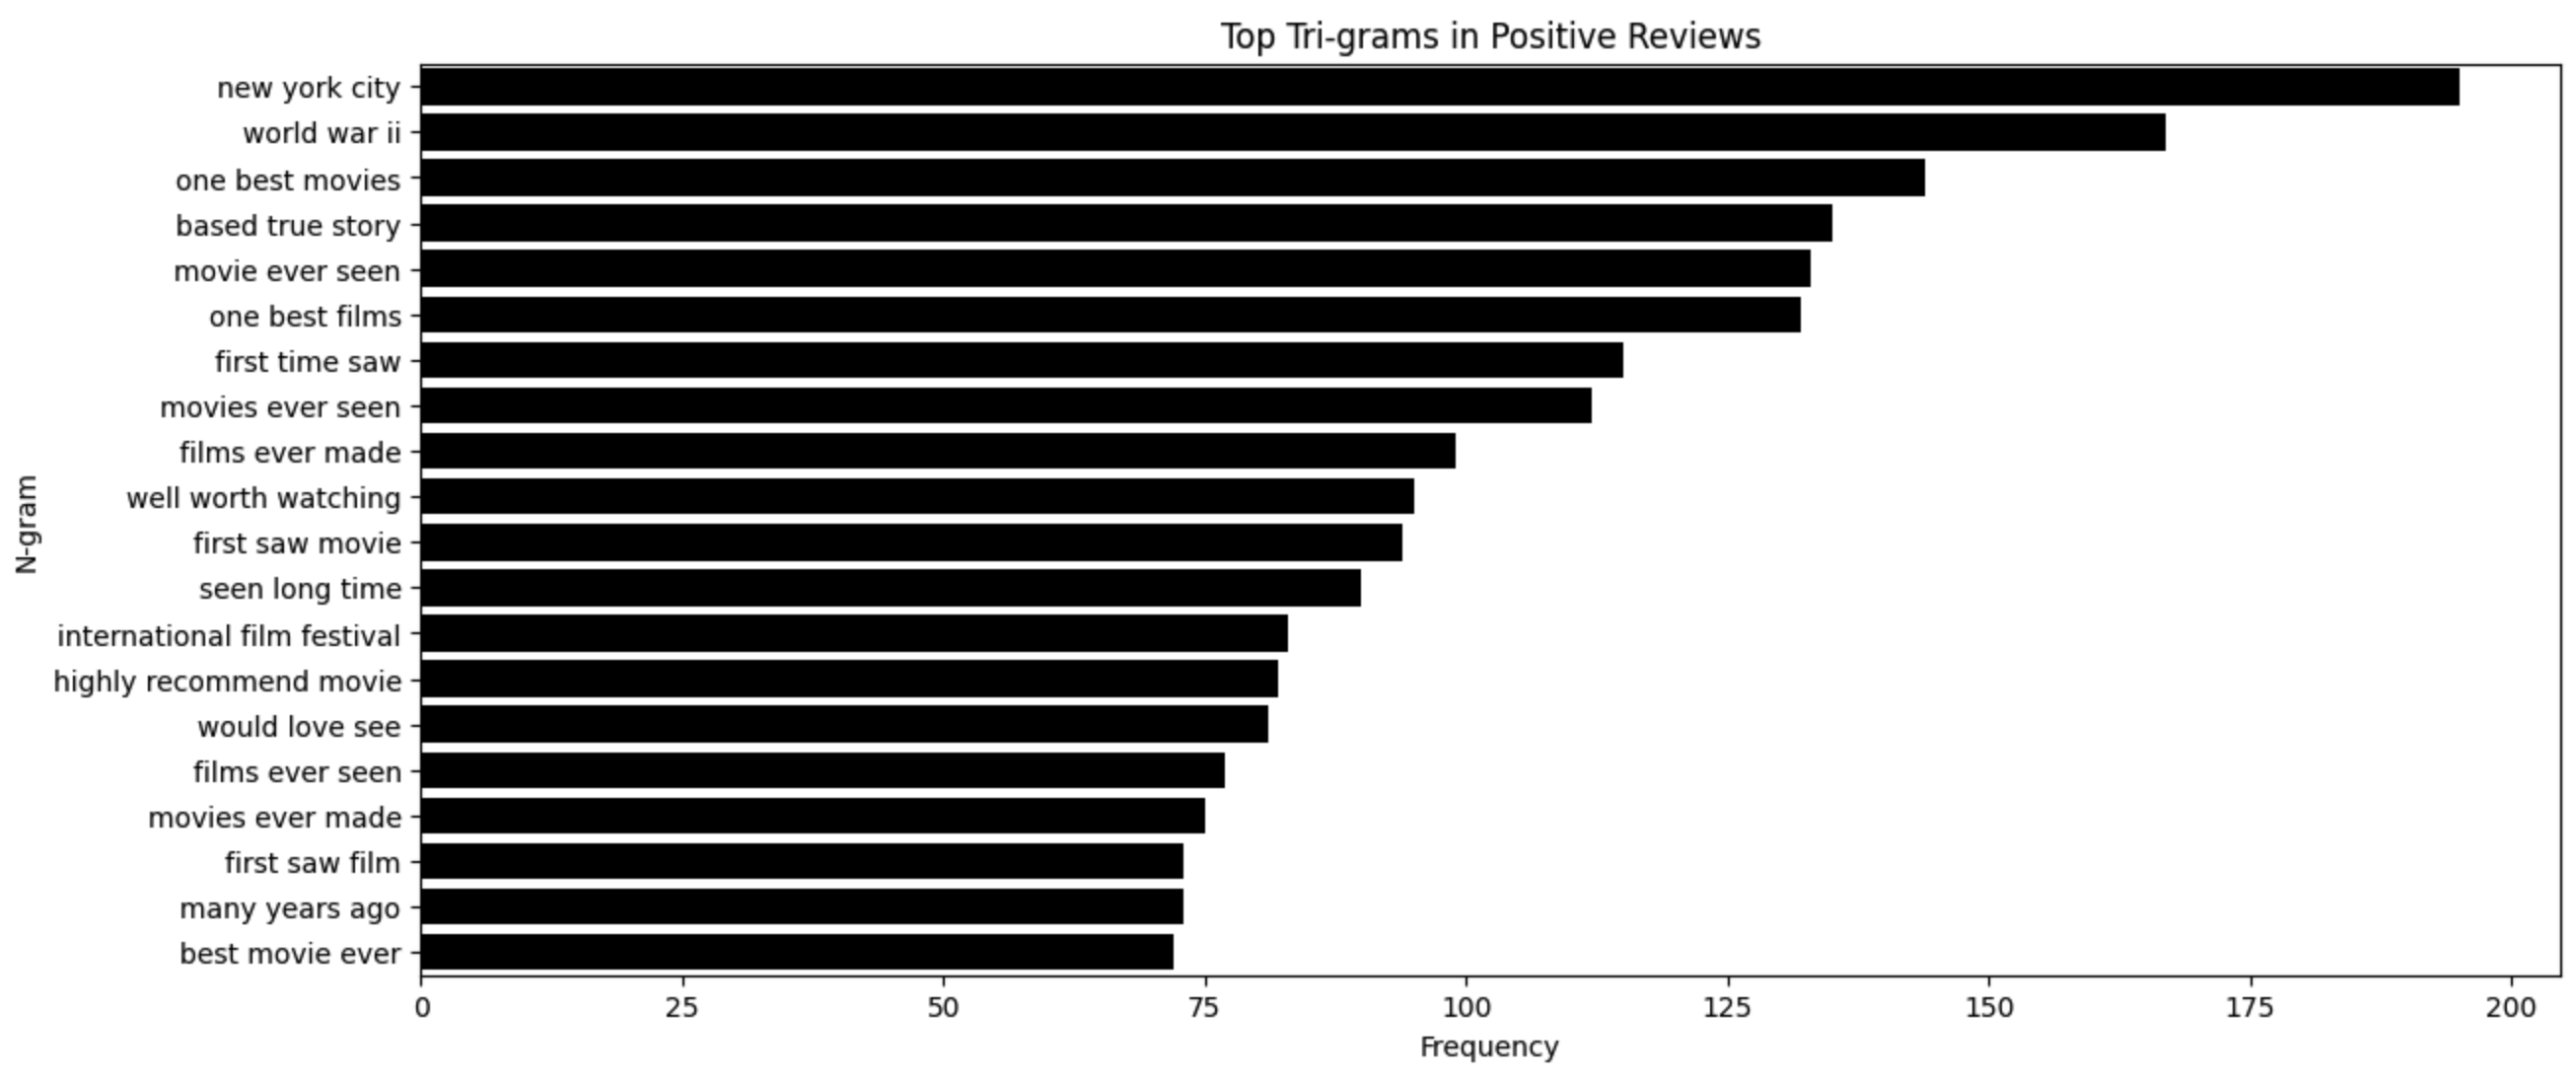 Top Tri-grams in Positive Reviews
new york city
world war ii
one best movies
based true story
movie ever seen
one best films
first time saw
movies ever seen
films ever made
well worth watching
first saw movie
seen long time
international film festival
highly recommend movie
would love see
films ever seen
movies ever made
first saw film
many years ago
best movie ever
N-gram
0 25 50 75 100 125 150 175 200
Frequency